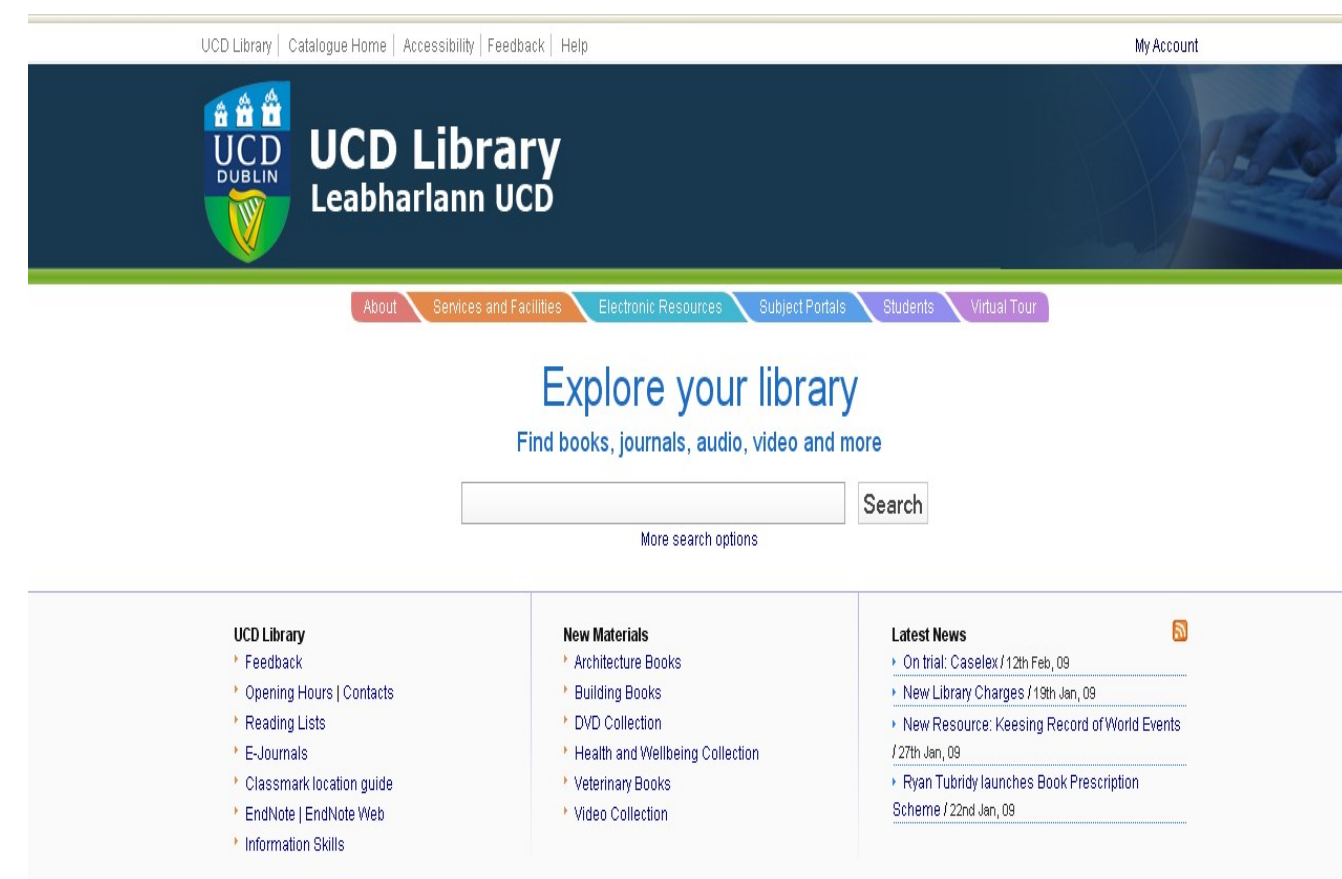 UCD Library | Catalogue Home | Accessibility | Feedback | Help
My Account
UCD
DUBLIN
UCD Library
Leabharlann UCD
About
Services and Facilities
Electronic Resources
Subject Portals
Students
Virtual Tour
Explore your library
Find books, journals, audio, video and more
Search
More search options
UCD Library
Feedback
Opening Hours | Contacts
Reading Lists
E-Journals
Classmark location guide
EndNote | EndNote Web
Information Skills
New Materials
Architecture Books
Building Books
DVD Collection
Health and Wellbeing Collection
Veterinary Books
Video Collection
Latest News
On trial: Caselex / 12th Feb, 09
New Library Charges / 19th Jan, 09
New Resource: Keesing Record of World Events
/ 27th Jan, 09
Ryan Tubridy launches Book Prescription
Scheme / 22nd Jan, 09